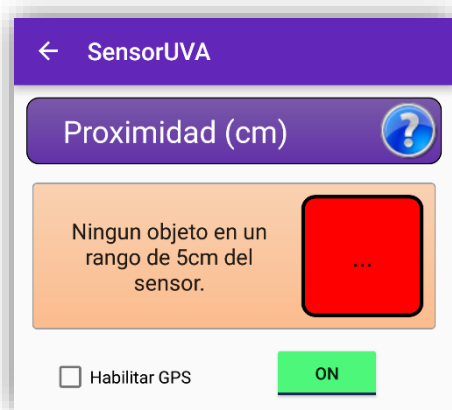 ← SensorUVA
Proximidad (cm) ?
Ningun objeto en un
rango de 5cm del
sensor.
...
Habilitar GPS
ON